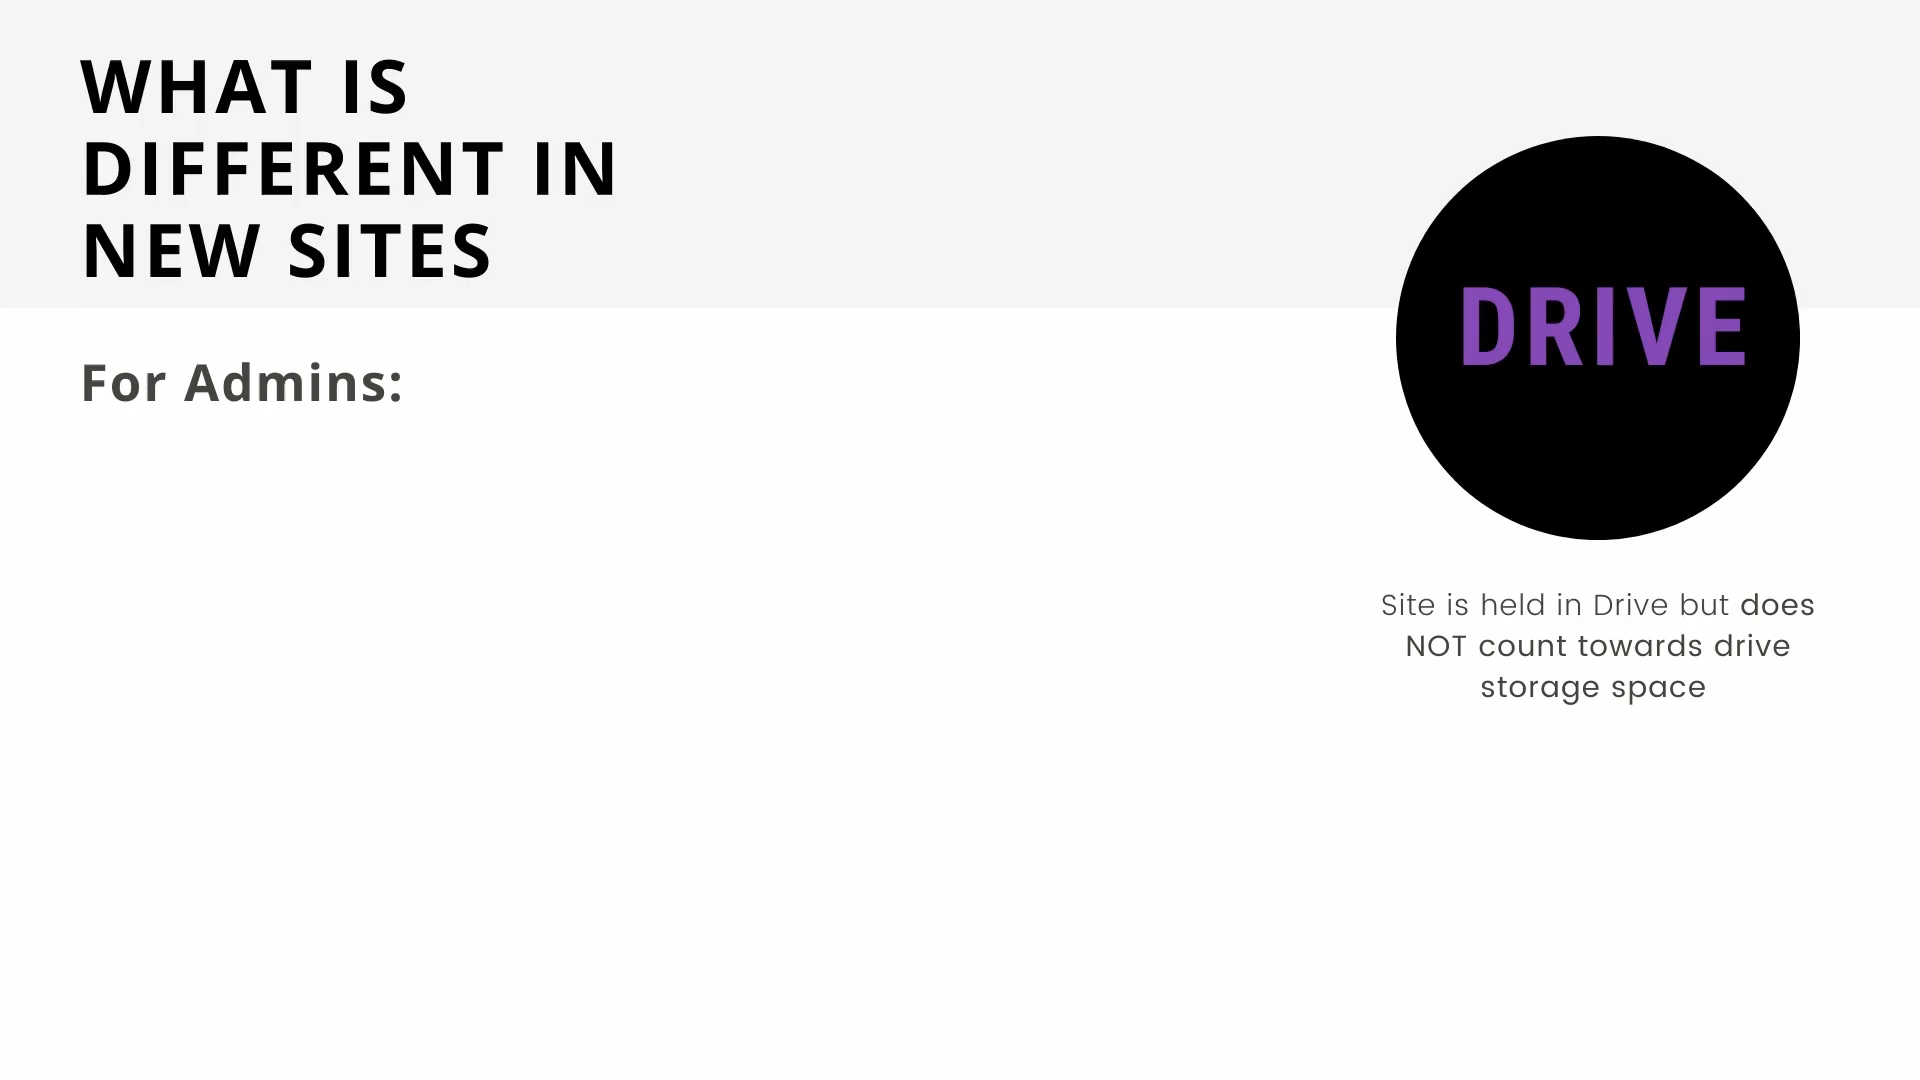 WHAT IS
DIFFERENT IN
NEW SITES
For Admins:
DRIVE
Site is held in Drive but does
NOT count towards drive
storage space